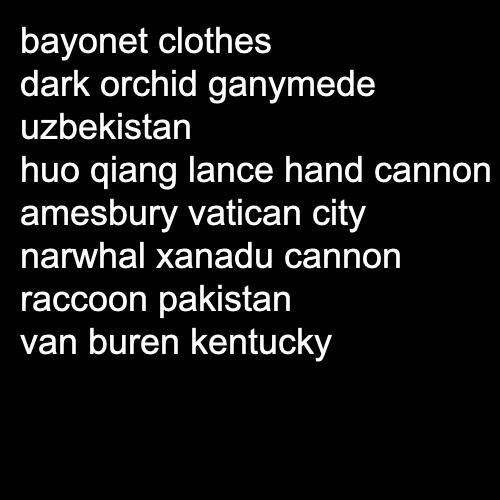 bayonet clothes
dark orchid ganymede
uzbekistan
huo qiang lance hand cannon
amesbury vatican city
narwhal xanadu cannon
raccoon pakistan
van buren kentucky